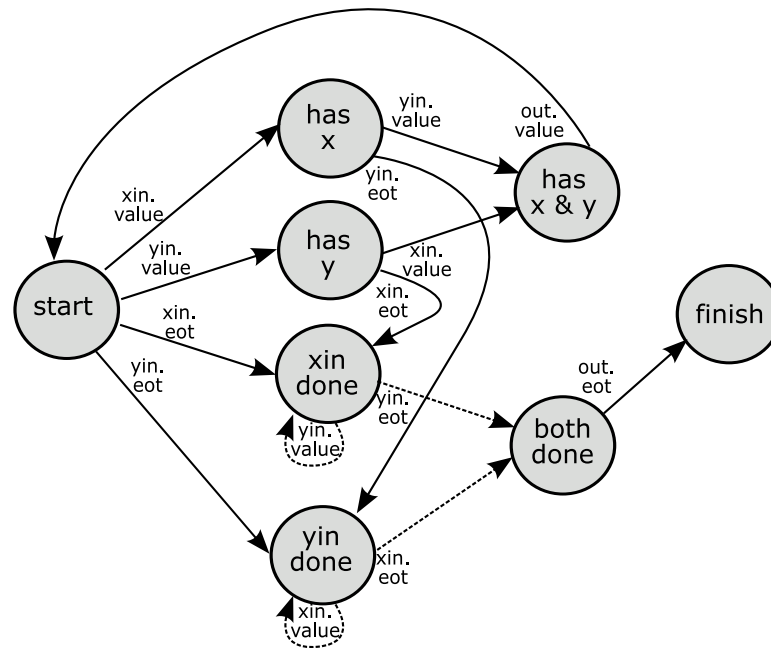 has
x
yin.
value
out.
value
yin.
eot
has
x & y
xin.
value
has
y
yin.
value
xin.
value
start
xin.
eot
xin.
eot
finish
xin
done
yin.
eot
yin.
eot
out.
eot
yin.
value
both
done
yin
done
xin.
eot
xin.
value